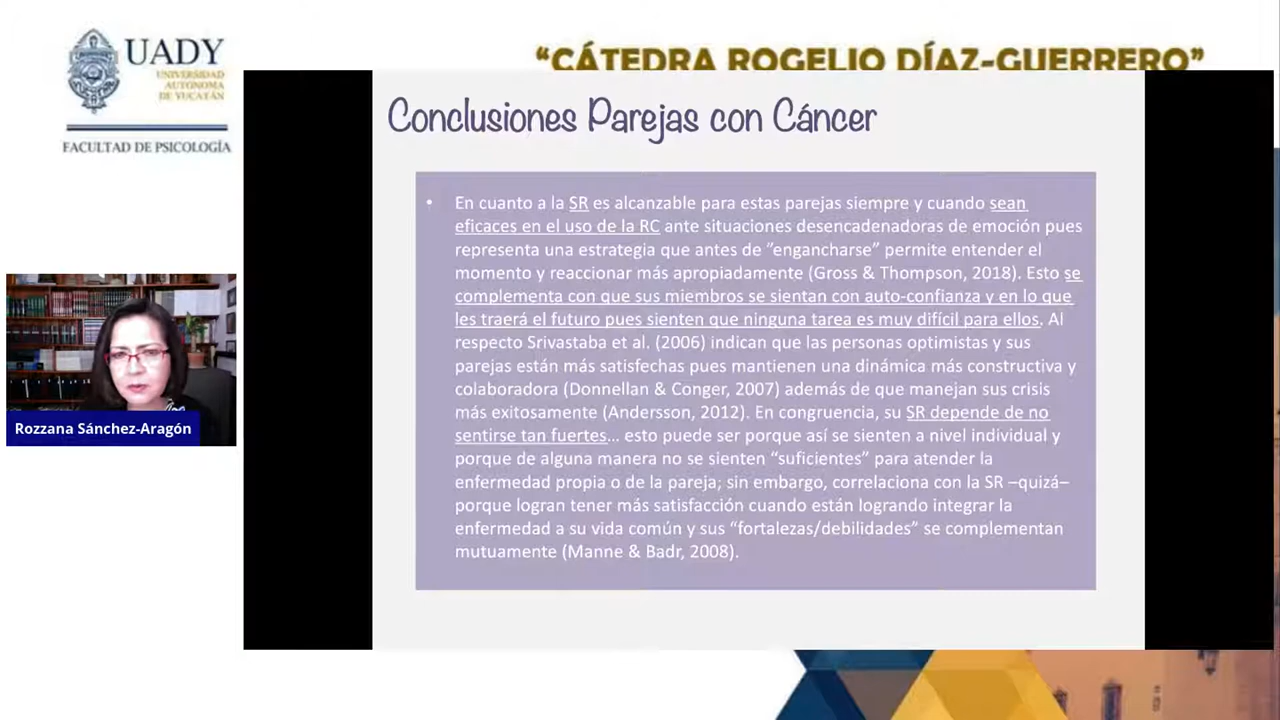 UADY
UNIVERSIDAD
AUTÓNOMA
DE YUCATÁN
FACULTAD DE PSICOLOGÍA
“CÁTEDRA ROGELIO DÍAZ-GUERRERO”
Conclusiones Parejas con Cáncer
• En cuanto a la SR es alcanzable para estas parejas siempre y cuando sean
eficaces en el uso de la RC ante situaciones desencadenadoras de emoción pues
representa una estrategia que antes de ”engancharse” permite entender el
momento y reaccionar más apropiadamente (Gross & Thompson, 2018). Esto se
complementa con que sus miembros se sientan con auto-confianza y en lo que
les traerá el futuro pues sienten que ninguna tarea es muy difícil para ellos. Al
respecto Srivastaba et al. (2006) indican que las personas optimistas y sus
parejas están más satisfechas pues mantienen una dinámica más constructiva y
colaboradora (Donnellan & Conger, 2007) además de que manejan sus crisis
más exitosamente (Andersson, 2012). En congruencia, su SR depende de no
sentirse tan fuertes… esto puede ser porque así se sienten a nivel individual y
porque de alguna manera no se sienten “suficientes” para atender la
enfermedad propia o de la pareja; sin embargo, correlaciona con la SR –quizá–
porque logran tener más satisfacción cuando están logrando integrar la
enfermedad a su vida común y sus “fortalezas/debilidades” se complementan
mutuamente (Manne & Badr, 2008).
Rozzana Sánchez-Aragón